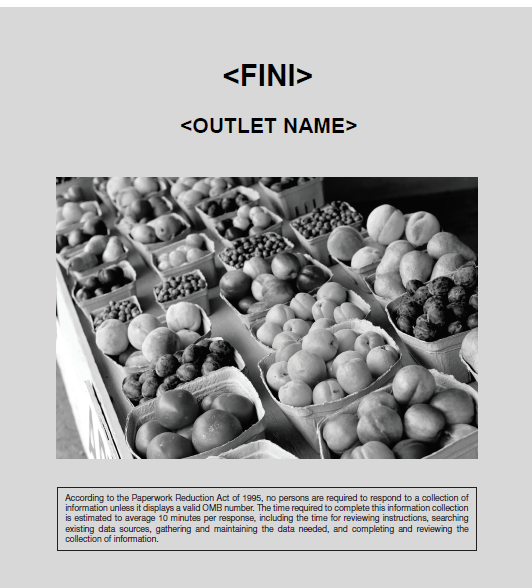 <FINI>
<OUTLET NAME>
According to the Paperwork Reduction Act of 1995, no persons are required to respond to a collection of
information unless it displays a valid OMB number. The time required to complete this information collection
is estimated to average 10 minutes per response, including the time for reviewing instructions, searching
existing data sources, gathering and maintaining the data needed, and completing and reviewing the
collection of information.